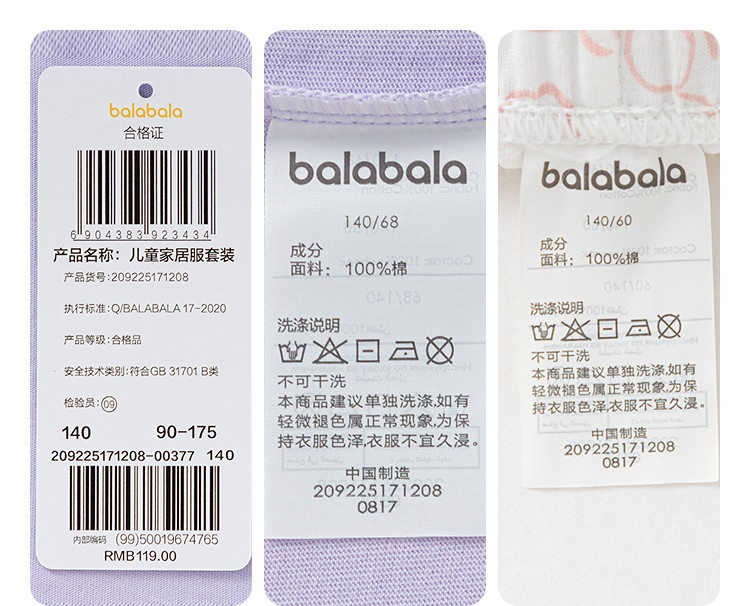 balabala
合格证
6904383923434
产品名称：儿童家居服套装
产品货号:209225171208
执行标准:Q/BALABALA 17-2020
产品等级:合格品
安全技术类别:符合GB 31701 B类
检验员:09
140 90-175
209225171208-00377 140
内部编码 (99)50019674765
RMB119.00
balabala
140/68
成分
面料：100%棉
洗涤说明
不可干洗
本商品建议单独洗涤,如有
轻微褪色属正常现象,为保
持衣服色泽,衣服不宜久浸。
中国制造
209225171208
0817
balabala
140/60
成分
面料：100%棉
洗涤说明
不可干洗
本商品建议单独洗涤,如有
轻微褪色属正常现象,为保
持衣服色泽,衣服不宜久浸。
中国制造
209225171208
0817